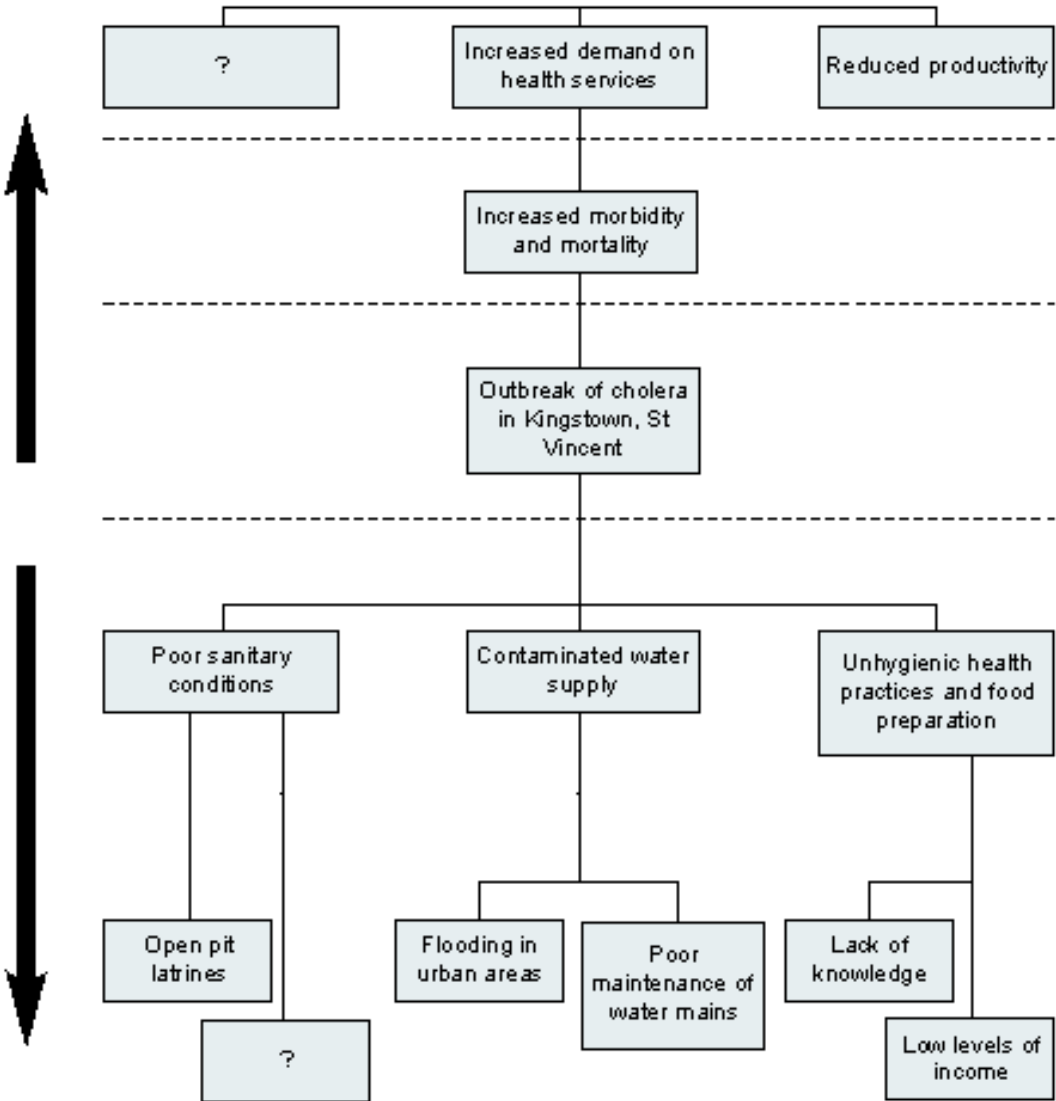 ?
Increased demand on
health services
Reduced productivity
Increased morbidity
and mortality
Outbreak of cholera
in Kingstown, St
Vincent
Poor sanitary
conditions
Contaminated water
supply
Unhygienic health
practices and food
preparation
Open pit
latrines
?
Flooding in
urban areas
Poor
maintenance of
water mains
Lack of
knowledge
Low levels of
income